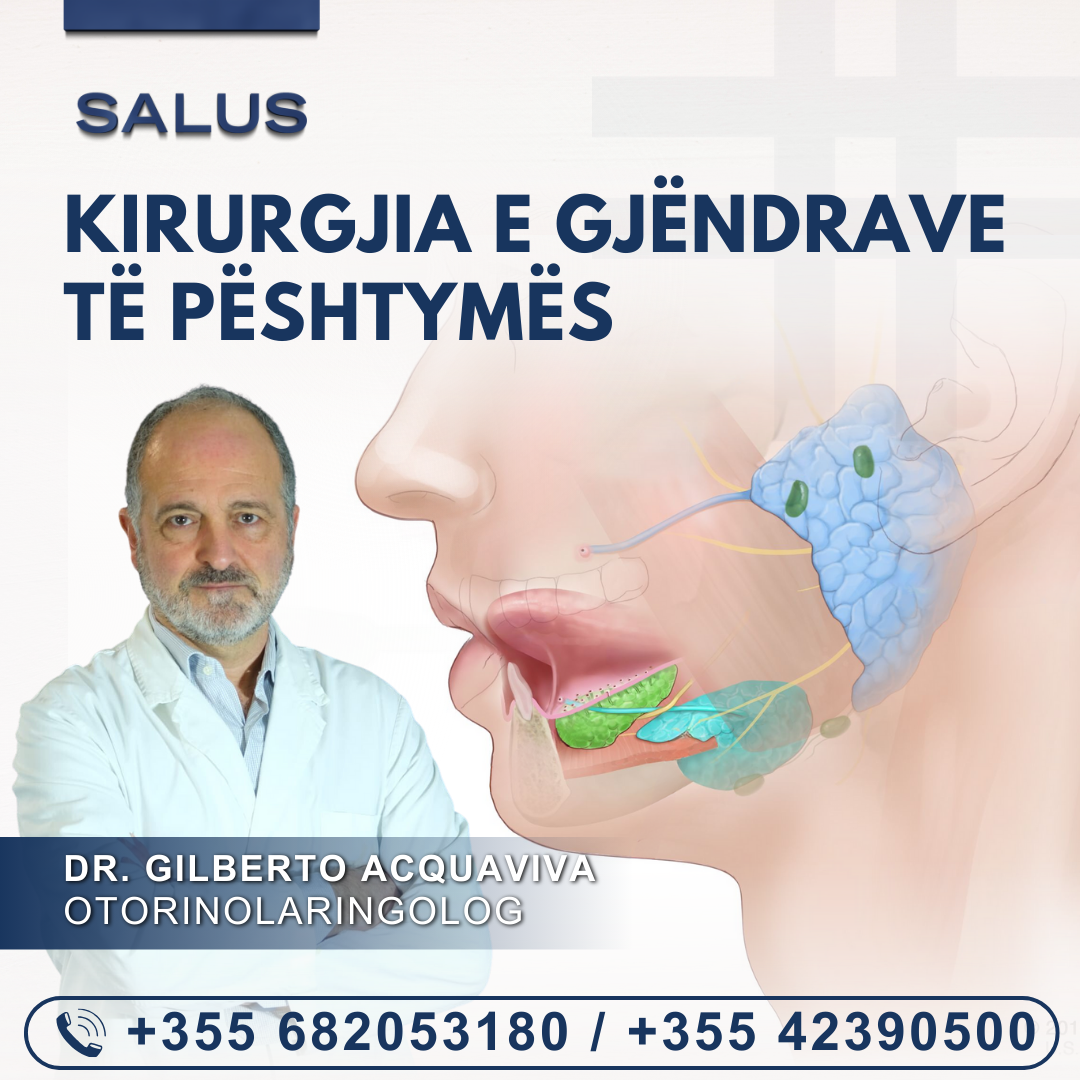 SALUS
KIRURGJIA E GJËNDRAVE
TË PËSHTYMËS
DR. GILBERTO ACQUAVIVA
OTORINOLARINGOLOG
+355 682053180 / +355 42390500